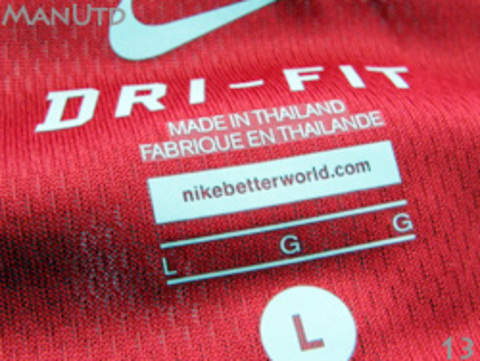 MANUTD
DRI-FIT
MADE IN THAILAND
FABRIQUE EN THAILANDE
nikebetterworld.com
L G G
L
13